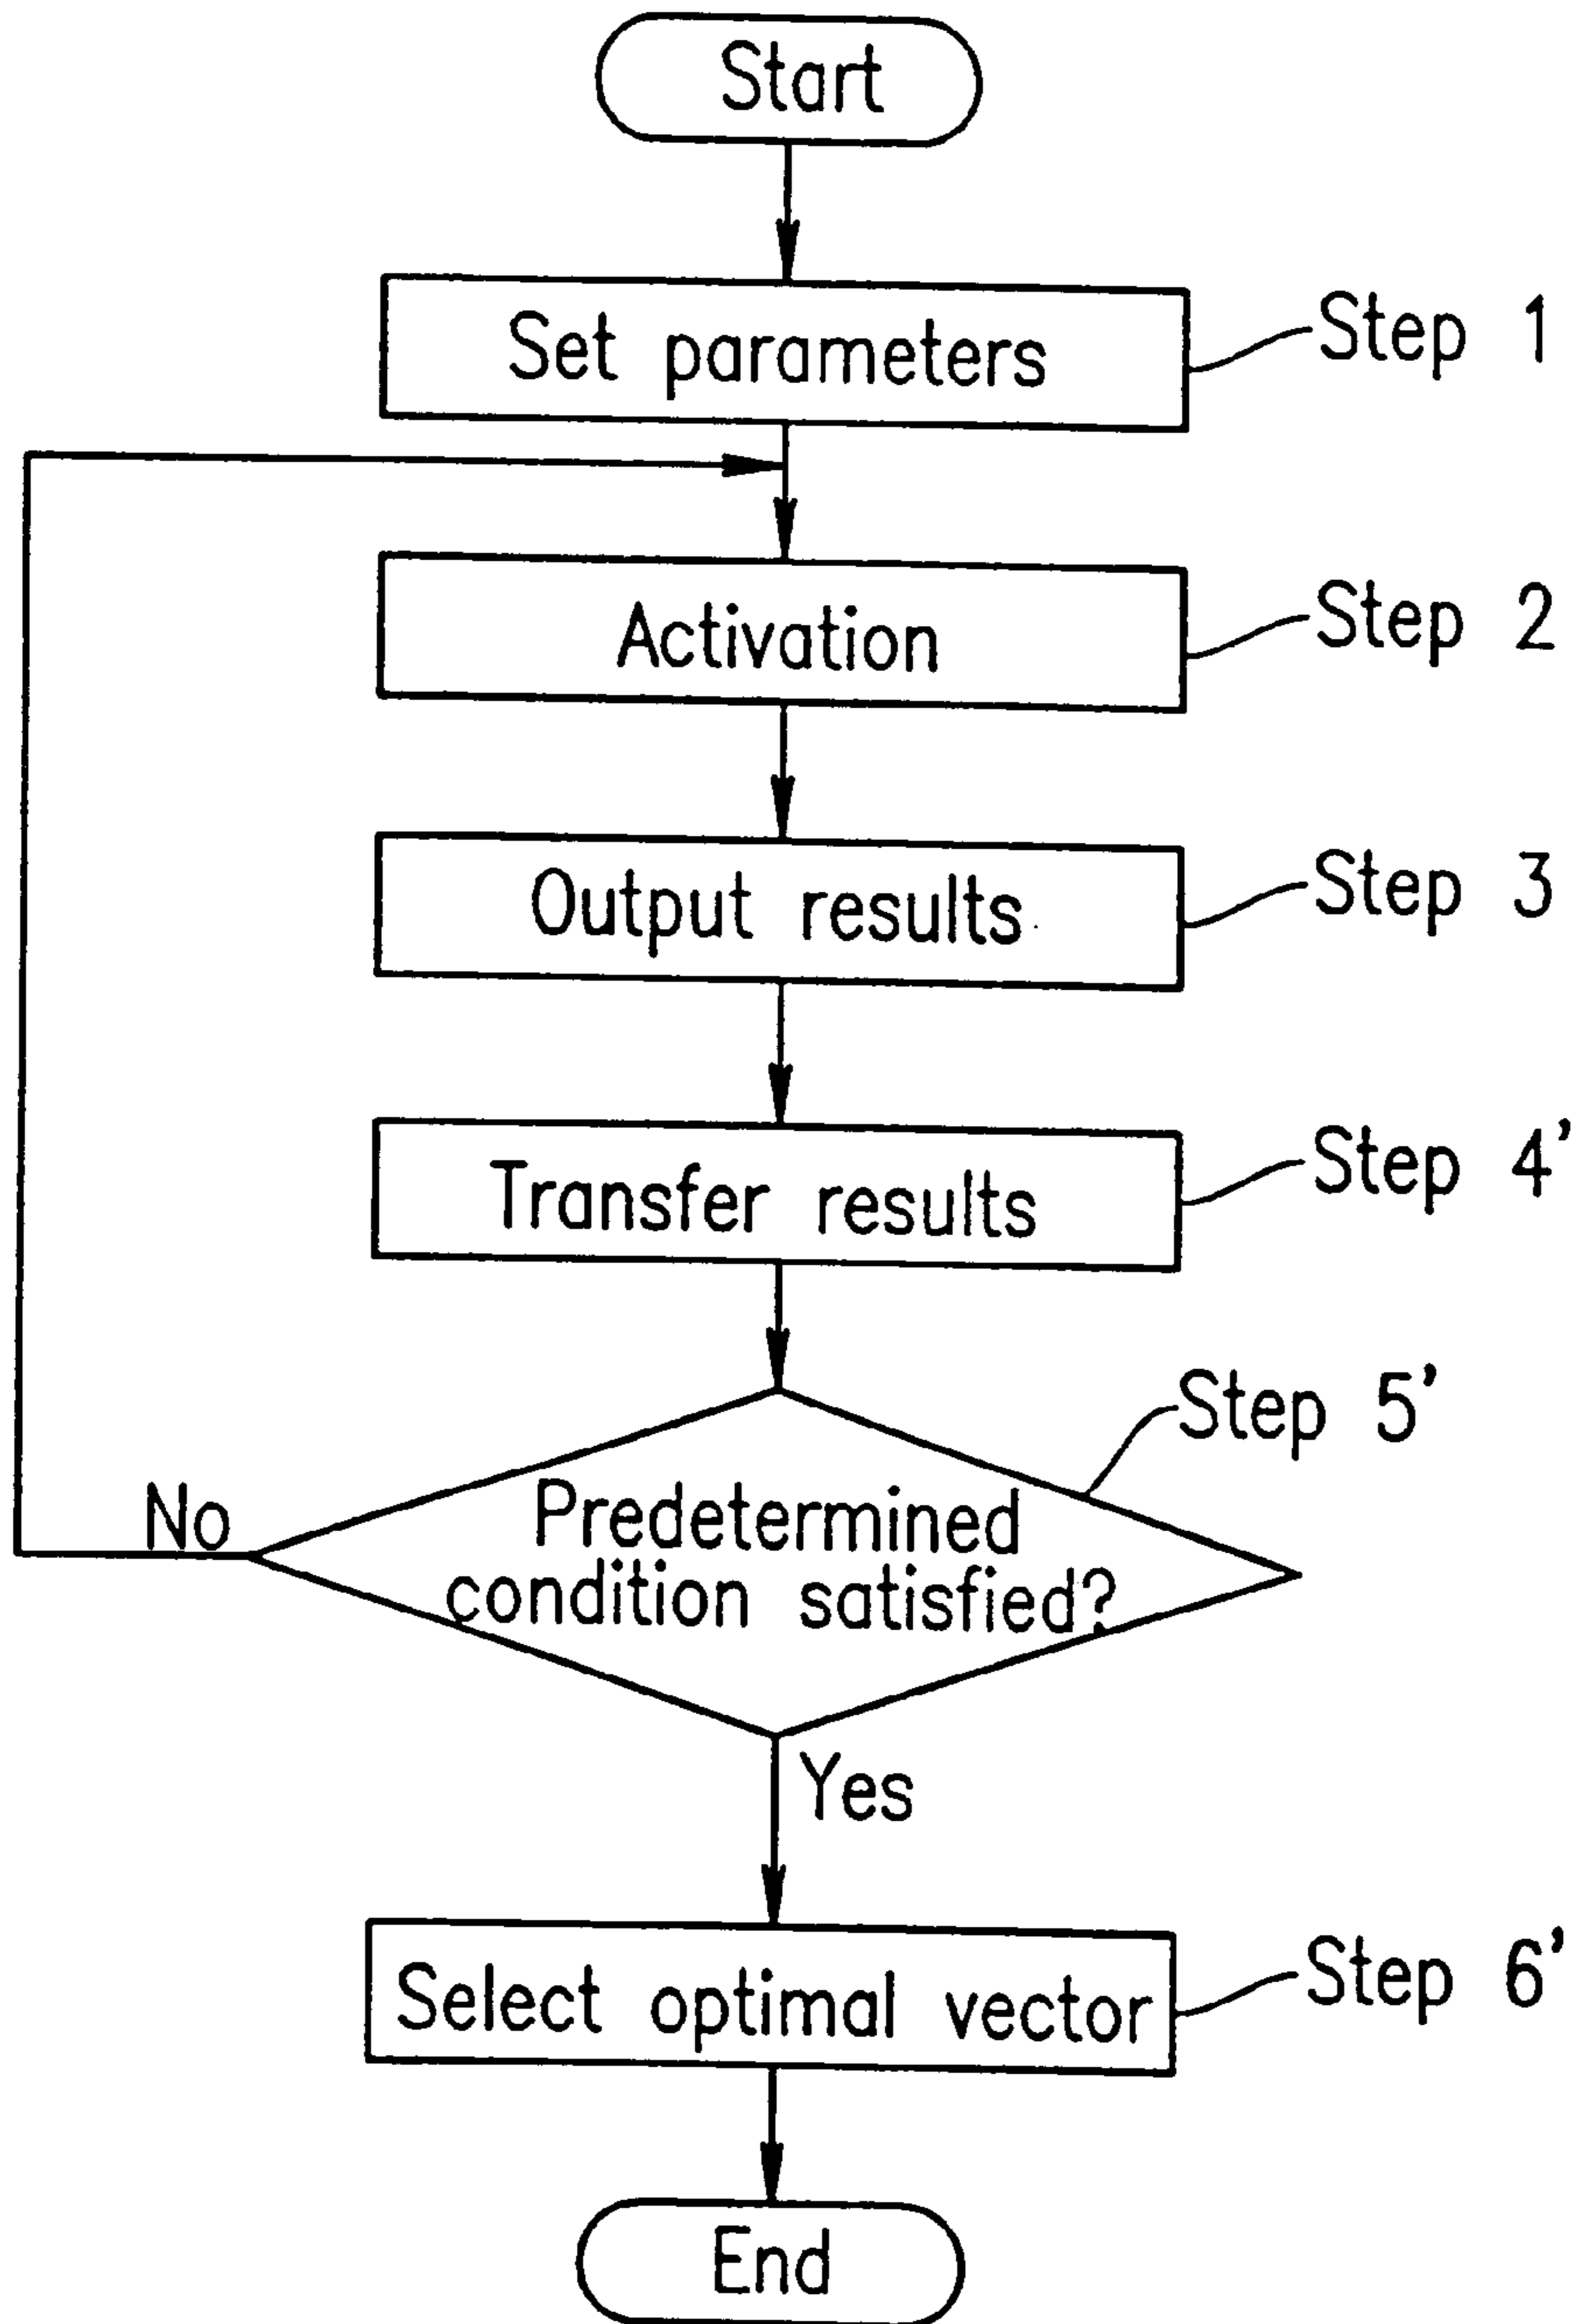 Start
Set parameters
Step 1
Activation
Step 2
Output results
Step 3
Transfer results
Step 4'
Step 5'
No
Predetermined
condition satisfied?
Yes
Select optimal vector
Step 6'
End